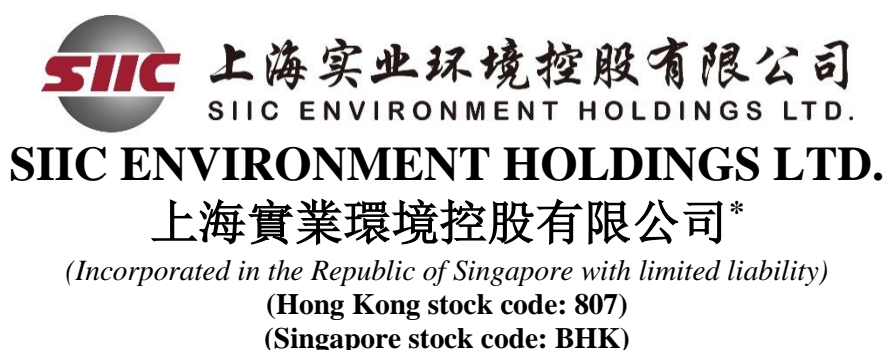 SIIC 上海实业环境控股有限公司
SIIC ENVIRONMENT HOLDINGS LTD.
SIIC ENVIRONMENT HOLDINGS LTD.
上海實業環境控股有限公司*
(Incorporated in the Republic of Singapore with limited liability)
(Hong Kong stock code: 807)
(Singapore stock code: BHK)